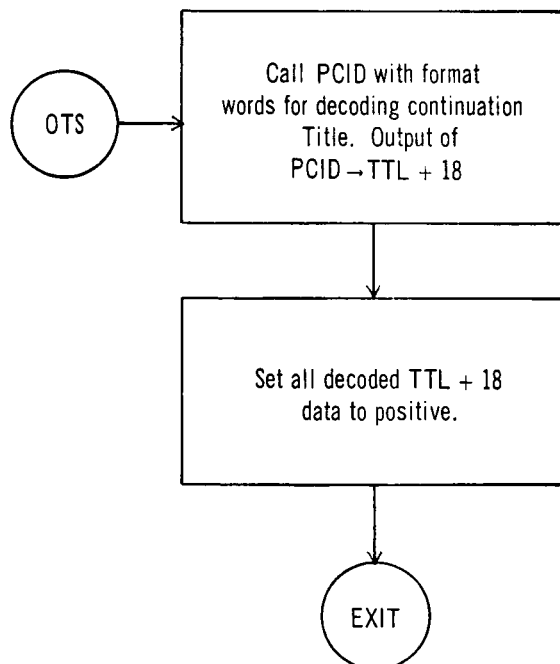 OTS
Call PCID with format
words for decoding continuation
Title. Output of
PCID → TTL + 18
Set all decoded TTL + 18
data to positive.
EXIT